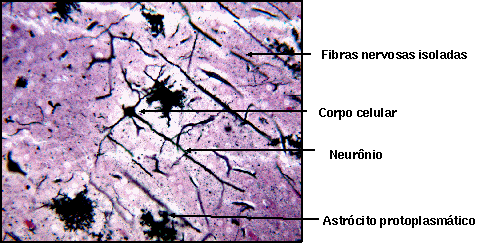 Fibras nervosas isoladas
Corpo celular
Neurônio
Astrócito protoplasmático